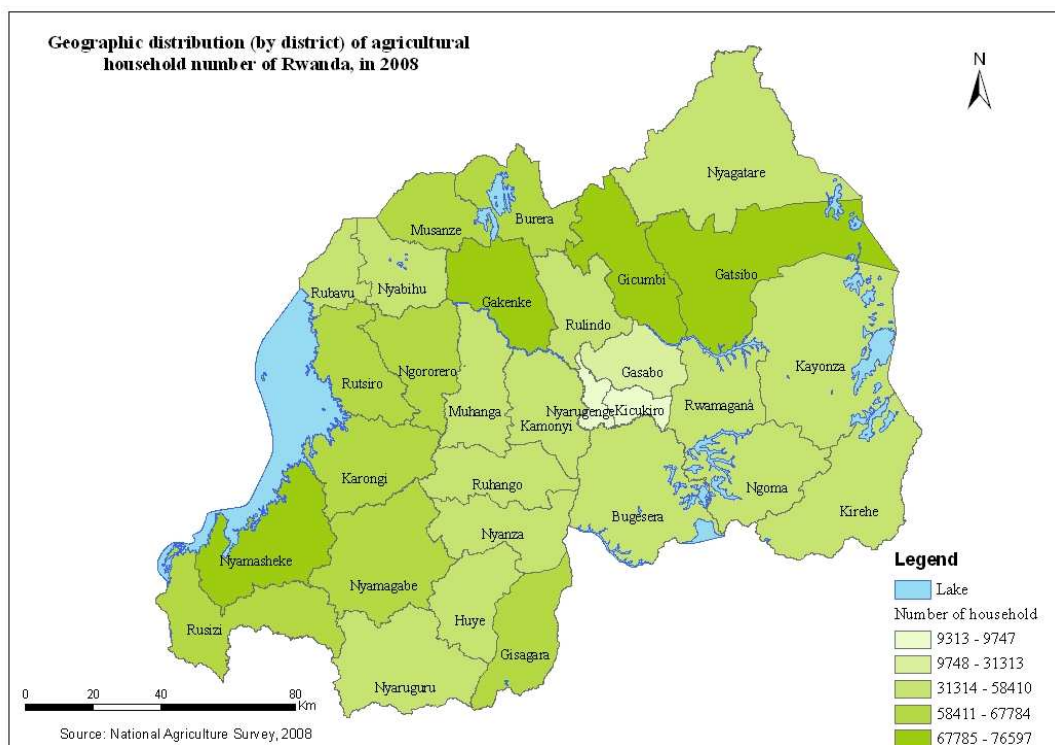 Geographic distribution (by district) of agricultural
household number of Rwanda, in 2008
N
Nyagatare
Musanze
Burera
Gicumbi
Gatsibo
Rubavu
Nyabihu
Gakenke
Rulindo
Kayonza
Gasabo
Rutsiro
Ngororero
Muhanga
Kamonyi
Nyarugenge
Kicukiro
Rwamagana
Karongi
Ruhango
Ngoma
Bugesera
Kirehe
Nyanza
Nyamasheke
Nyamagabe
Huye
Rusizi
Gisagara
Nyaruguru
Legend
Lake
Number of household
9313 - 9747
9748 - 31313
31314 - 58410
58411 - 67784
67785 - 76597
0 20 40 80
Km
Source: National Agriculture Survey, 2008